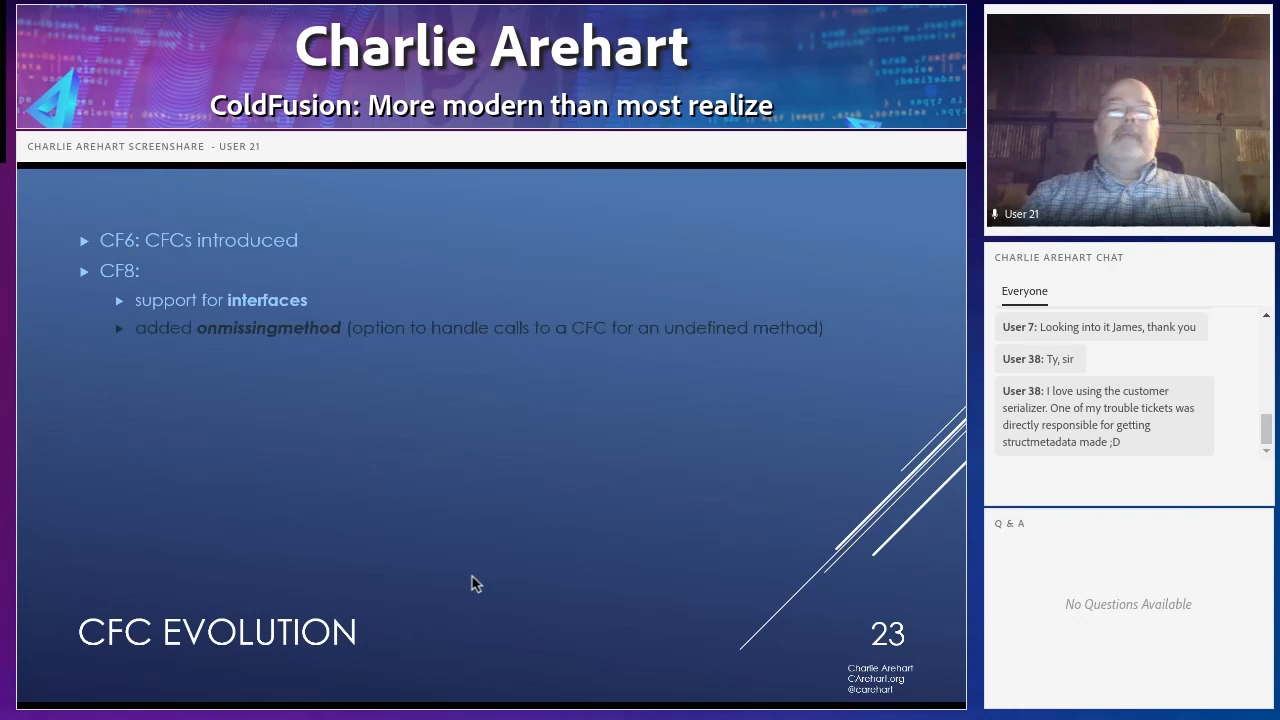 Charlie Arehart
ColdFusion: More modern than most realize
CHARLIE AREHART SCREENSHARE - USER 21
CF6: CFCs introduced
CF8:
support for interfaces
added onmissingmethod (option to handle calls to a CFC for an undefined method)
CFC EVOLUTION
23
Charlie Arehart
CArehart.org
@carehart
User 21
CHARLIE AREHART CHAT
Everyone
User 7: Looking into it James, thank you
User 38: Ty, sir
User 38: I love using the customer
serializer. One of my trouble tickets was
directly responsible for getting
structmetadata made ;D
Q & A
No Questions Available